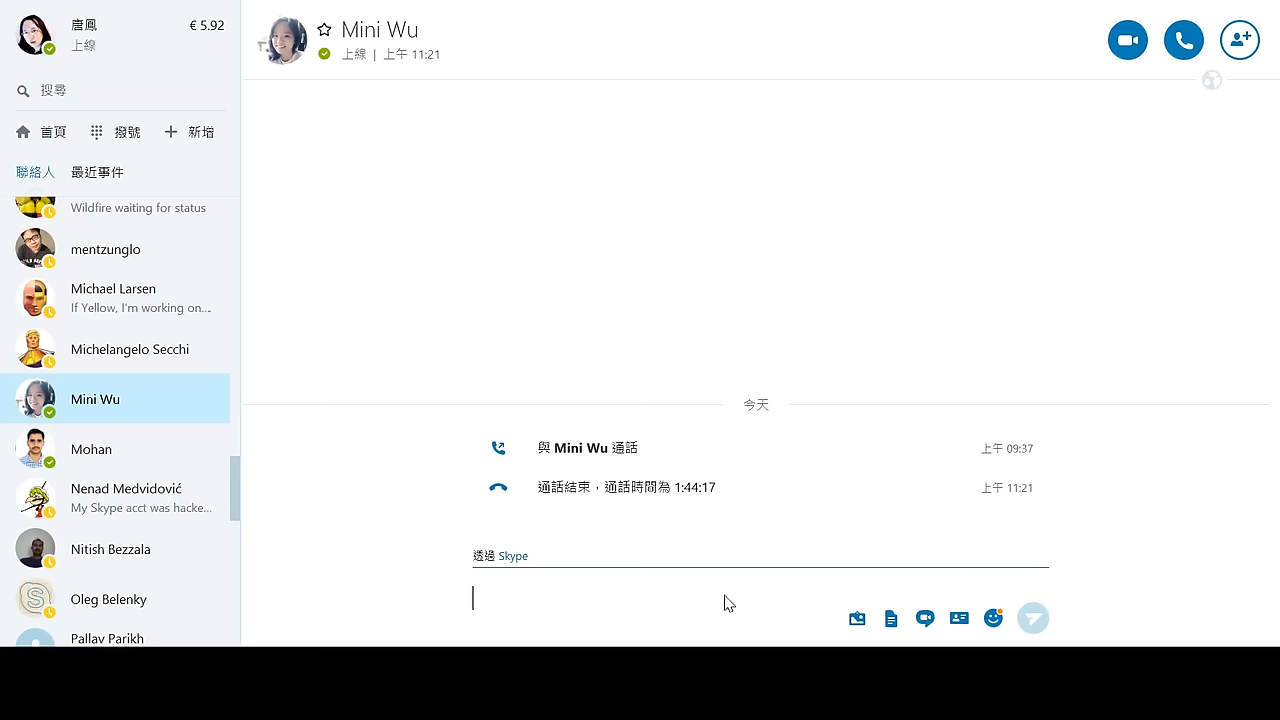 唐鳳
€ 5.92
上線
搜尋
首頁
撥號
新增
聯絡人
最近事件
Wildfire waiting for status
mentzunglo
Michael Larsen
If Yellow, I'm working on...
Michelangelo Secchi
Mini Wu
Mohan
Nenad Medvidović
My Skype acct was hacke...
Nitish Bezzala
Oleg Belenky
Pallav Parikh
Mini Wu
上線 | 上午 11:21
今天
與 Mini Wu 通話
上午 09:37
通話結束，通話時間為 1:44:17
上午 11:21
透過 Skype